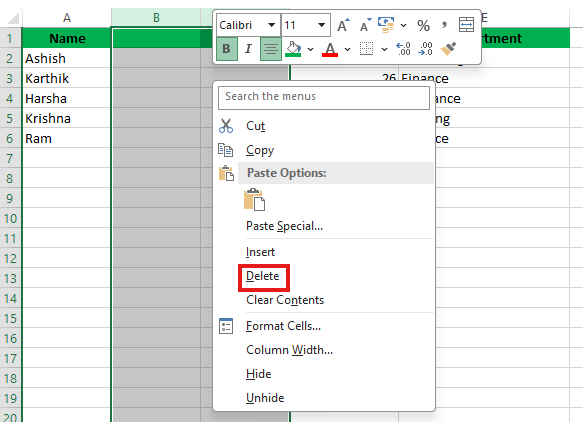 Calibri 11 A A %
B I A .00 .00
A B E
1 Name rtment
2 Ashish
3 Karthik 26 Finance
4 Harsha ance
5 Krishna ng
6 Ram ce
7
8
9
10
11
12
13
14
15
16
17
18
19
20
Search the menus
Cut
Copy
Paste Options:
Paste Special...
Insert
Delete
Clear Contents
Format Cells...
Column Width...
Hide
Unhide